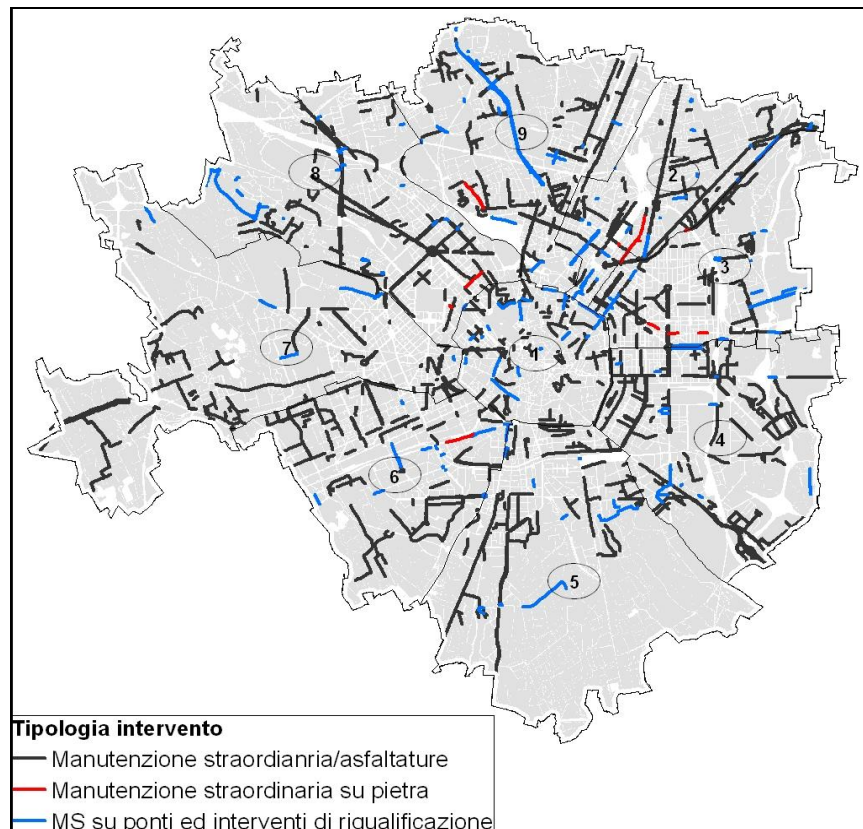 9
8
2
3
1
7
4
6
5
Tipologia intervento
Manutenzione straordianria/asfaltature
Manutenzione straordinaria su pietra
MS su ponti ed interventi di riqualificazione